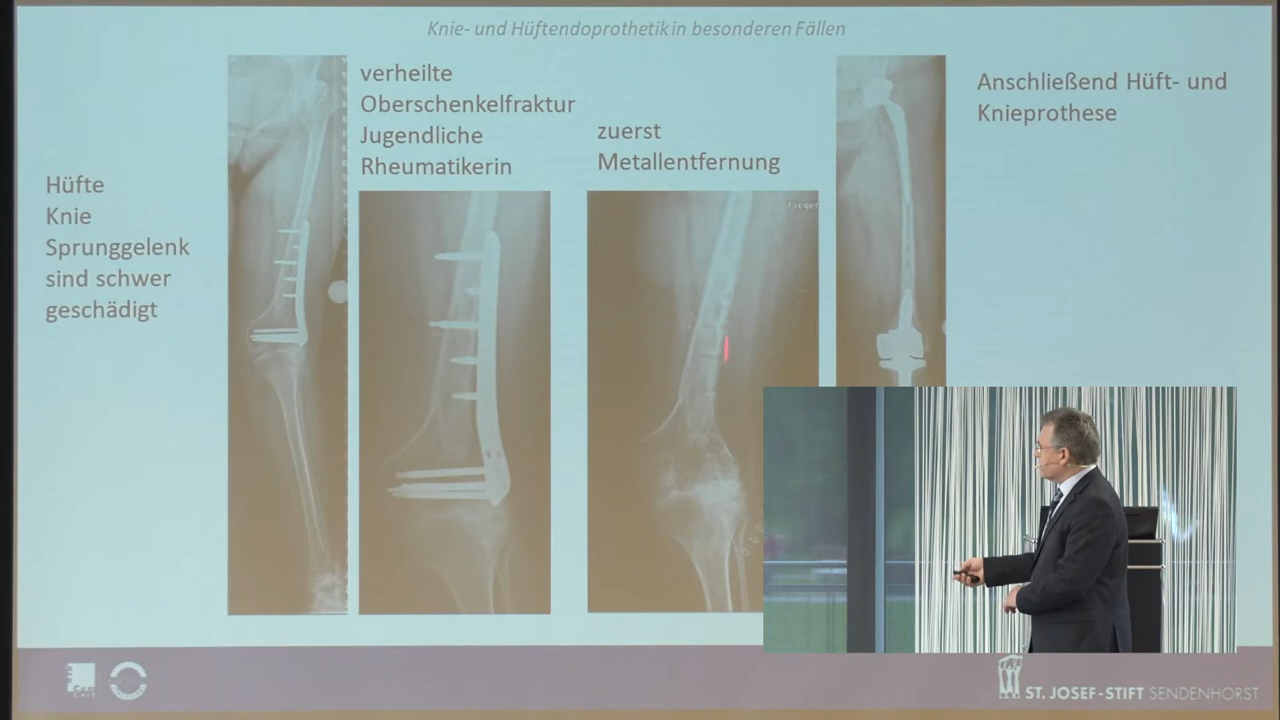 Knie- und Hüftendoprothetik in besonderen Fällen
Hüfte
Knie
Sprunggelenk
sind schwer
geschädigt
verheilte
Oberschenkelfraktur
Jugendliche
Rheumatikerin
zuerst
Metallentfernung
Anschließend Hüft- und
Knieprothese
ST. JOSEF-STIFT SENDENHORST